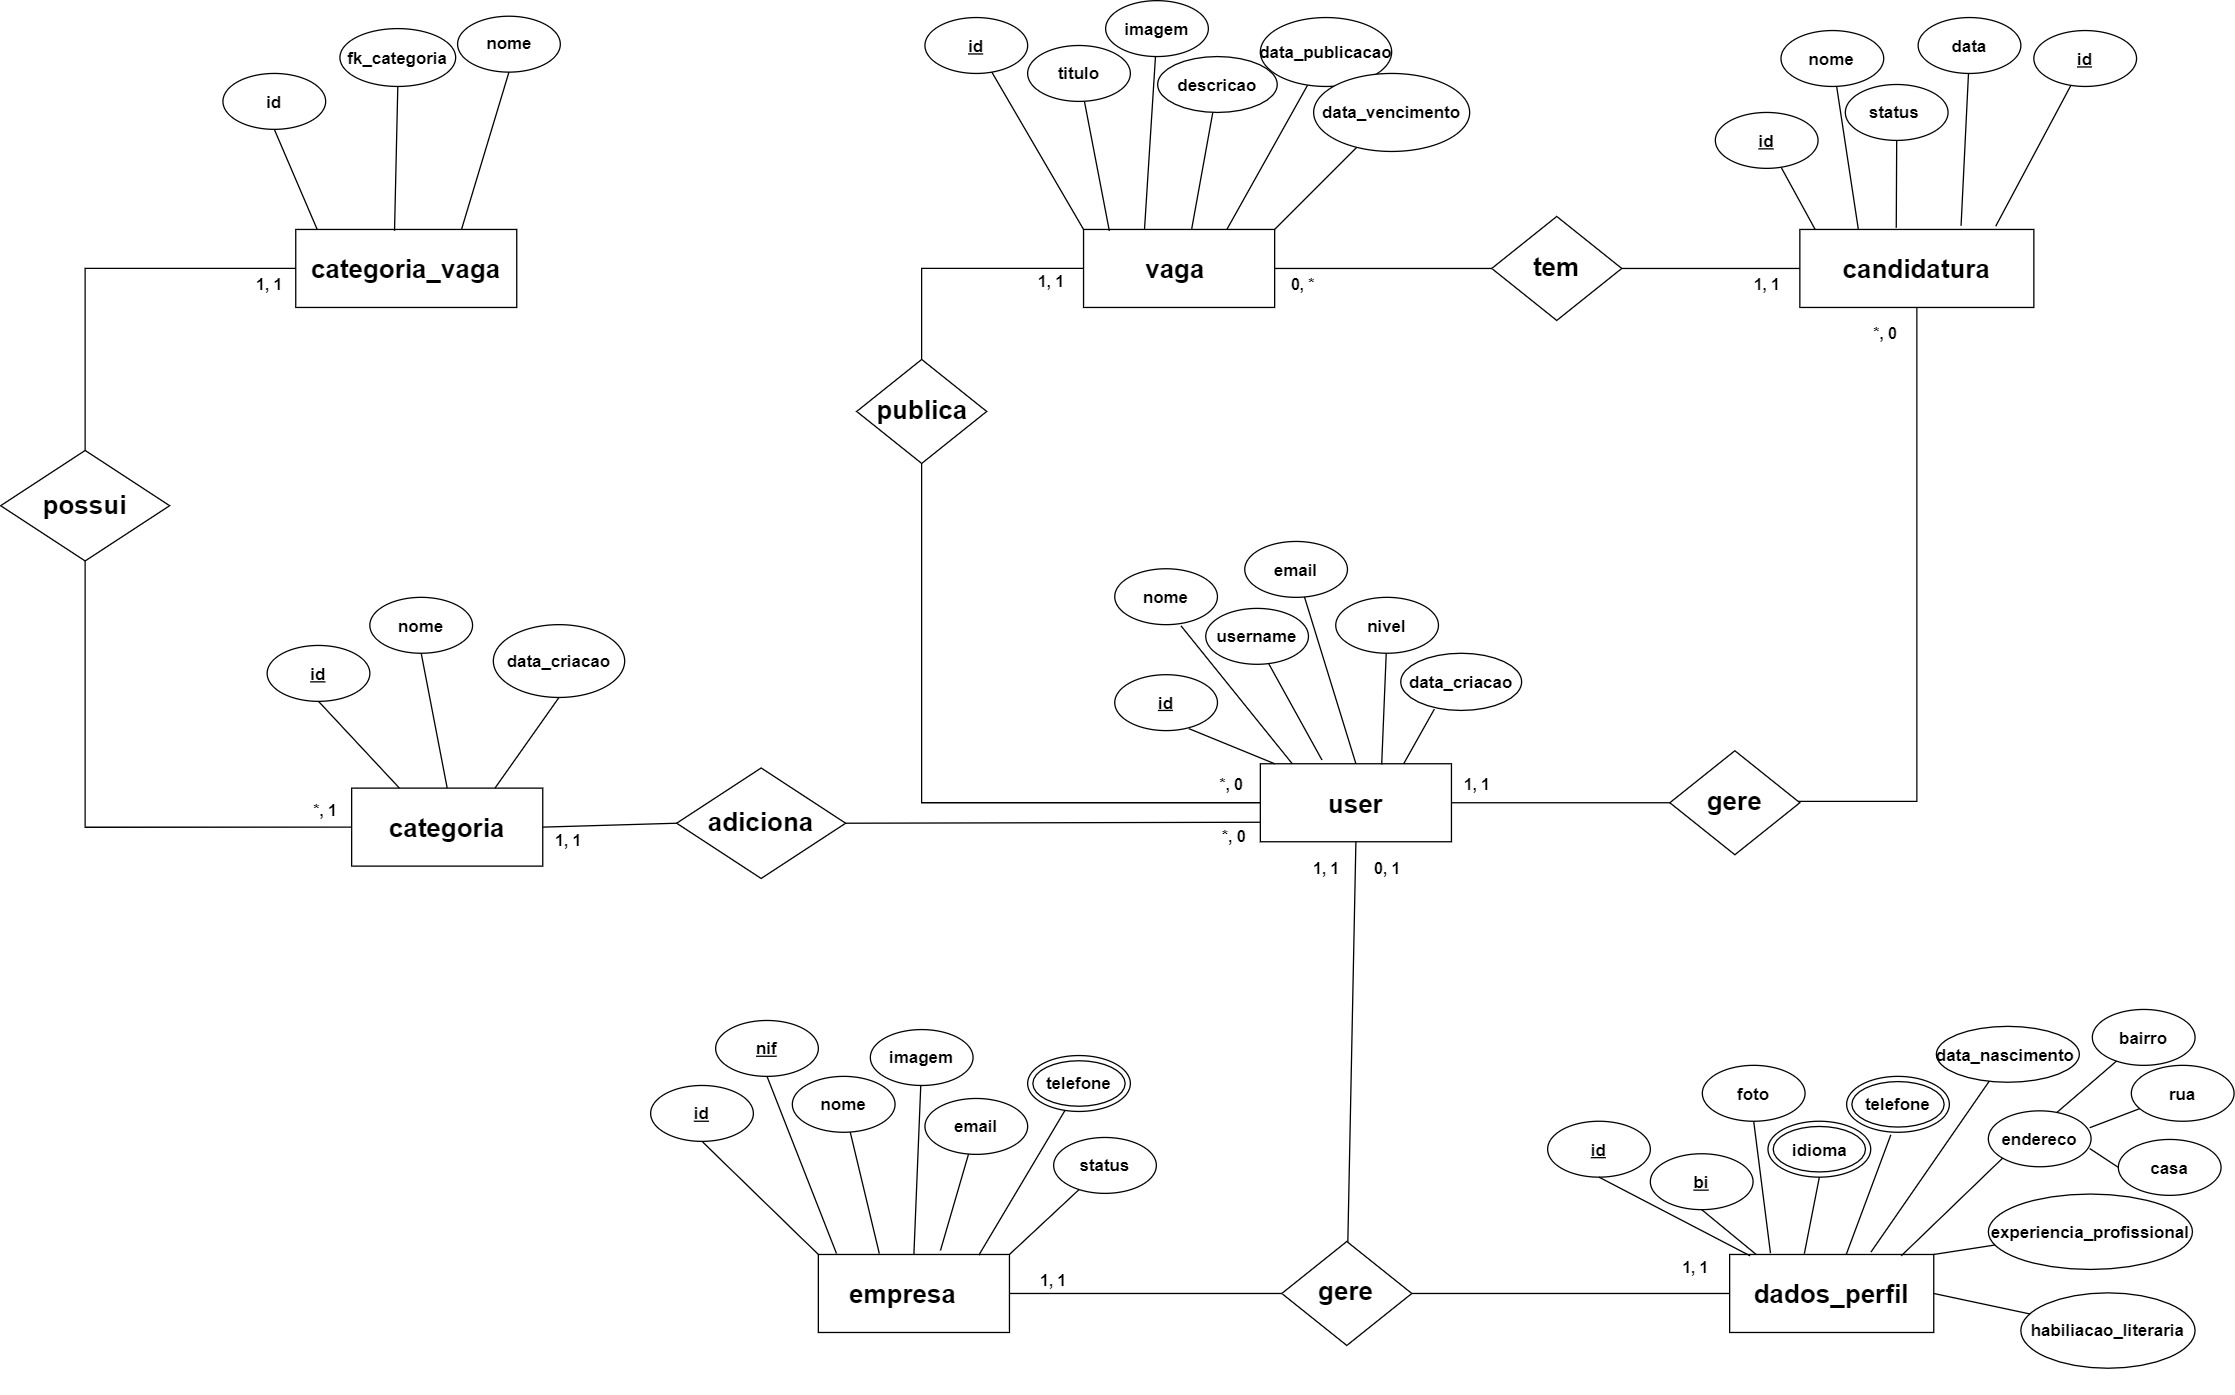 id
fk_categoria
nome
categoria_vaga
1, 1
possui
id
titulo
imagem
descricao
data_publicacao
data_vencimento
vaga
1, 1
0, *
tem
id
nome
status
data
id
candidatura
1, 1
*, 0
publica
id
nome
data_criacao
categoria
*, 1
1, 1
adiciona
id
nome
username
email
nivel
data_criacao
user
*, 0
*, 0
1, 1
1, 1
0, 1
gere
id
nif
nome
imagem
email
telefone
status
empresa
1, 1
gere
id
bi
foto
idioma
telefone
data_nascimento
endereco
bairro
rua
casa
experiencia_profissional
habiliacao_literaria
1, 1
dados_perfil